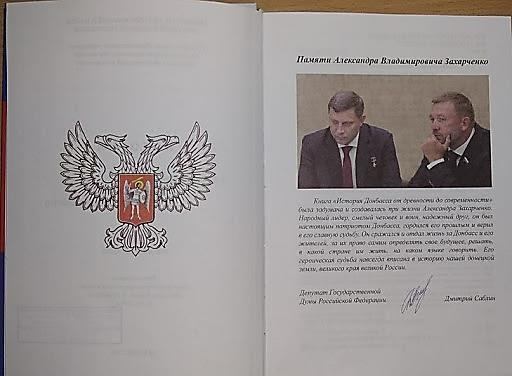 Памяти Александра Владимировича Захарченко
Книга «История Донбасса от древности до современности»
была задумана и создавалась при жизни Александра Захарченко.
Народный лидер, смелый человек и воин, надежный друг, он был
настоящим патриотом Донбасса, гордился его прошлым и верил
в его славную судьбу. Он сражался и отдал жизнь за Донбасс и его
жителей, за их право самим определять свое будущее, решать,
в какой стране им жить, на каком языке говорить. Его
героическая судьба навсегда вписана в историю нашей донецкой
земли, великого края великой России.
Депутат Государственной
Думы Российской Федерации
Дмитрий Саблин